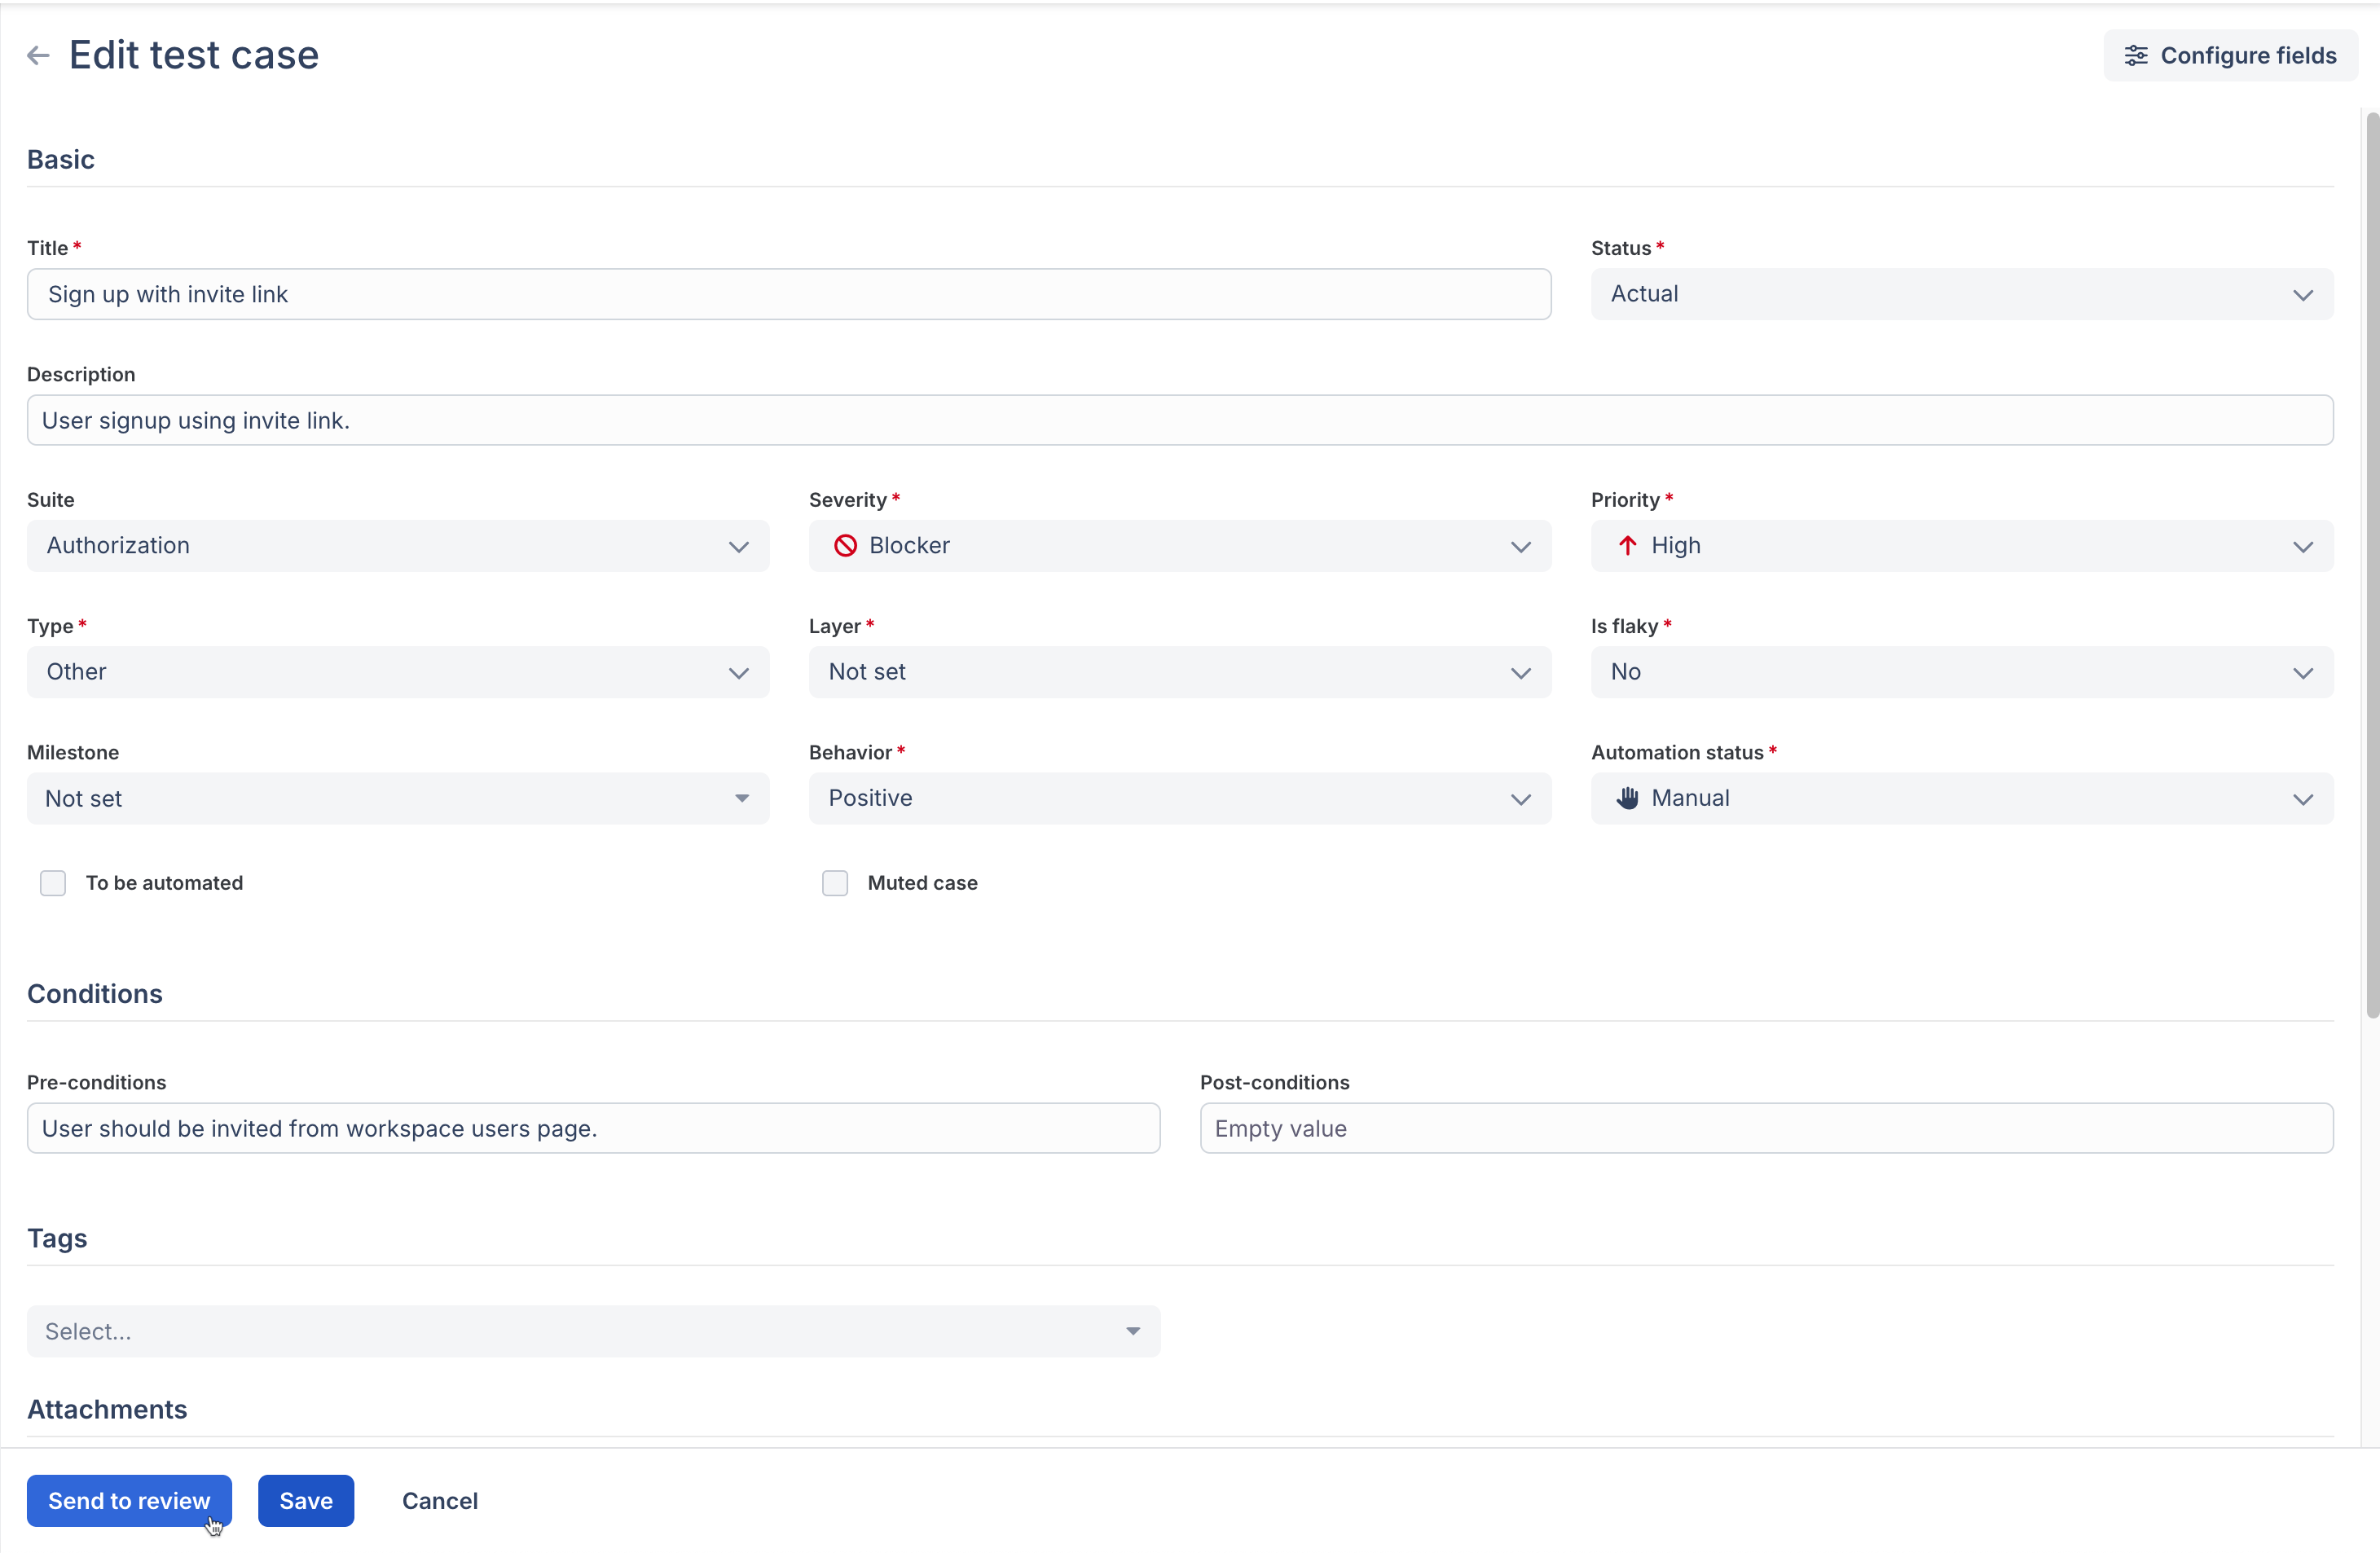 Edit test case
Configure fields
Basic
Title *
Status *
Sign up with invite link
Actual
Description
User signup using invite link.
Suite
Severity *
Priority *
Authorization
Blocker
High
Type *
Layer *
Is flaky *
Other
Not set
No
Milestone
Behavior *
Automation status *
Not set
Positive
Manual
To be automated
Muted case
Conditions
Pre-conditions
Post-conditions
User should be invited from workspace users page.
Empty value
Tags
Select...
Attachments
Send to review
Save
Cancel